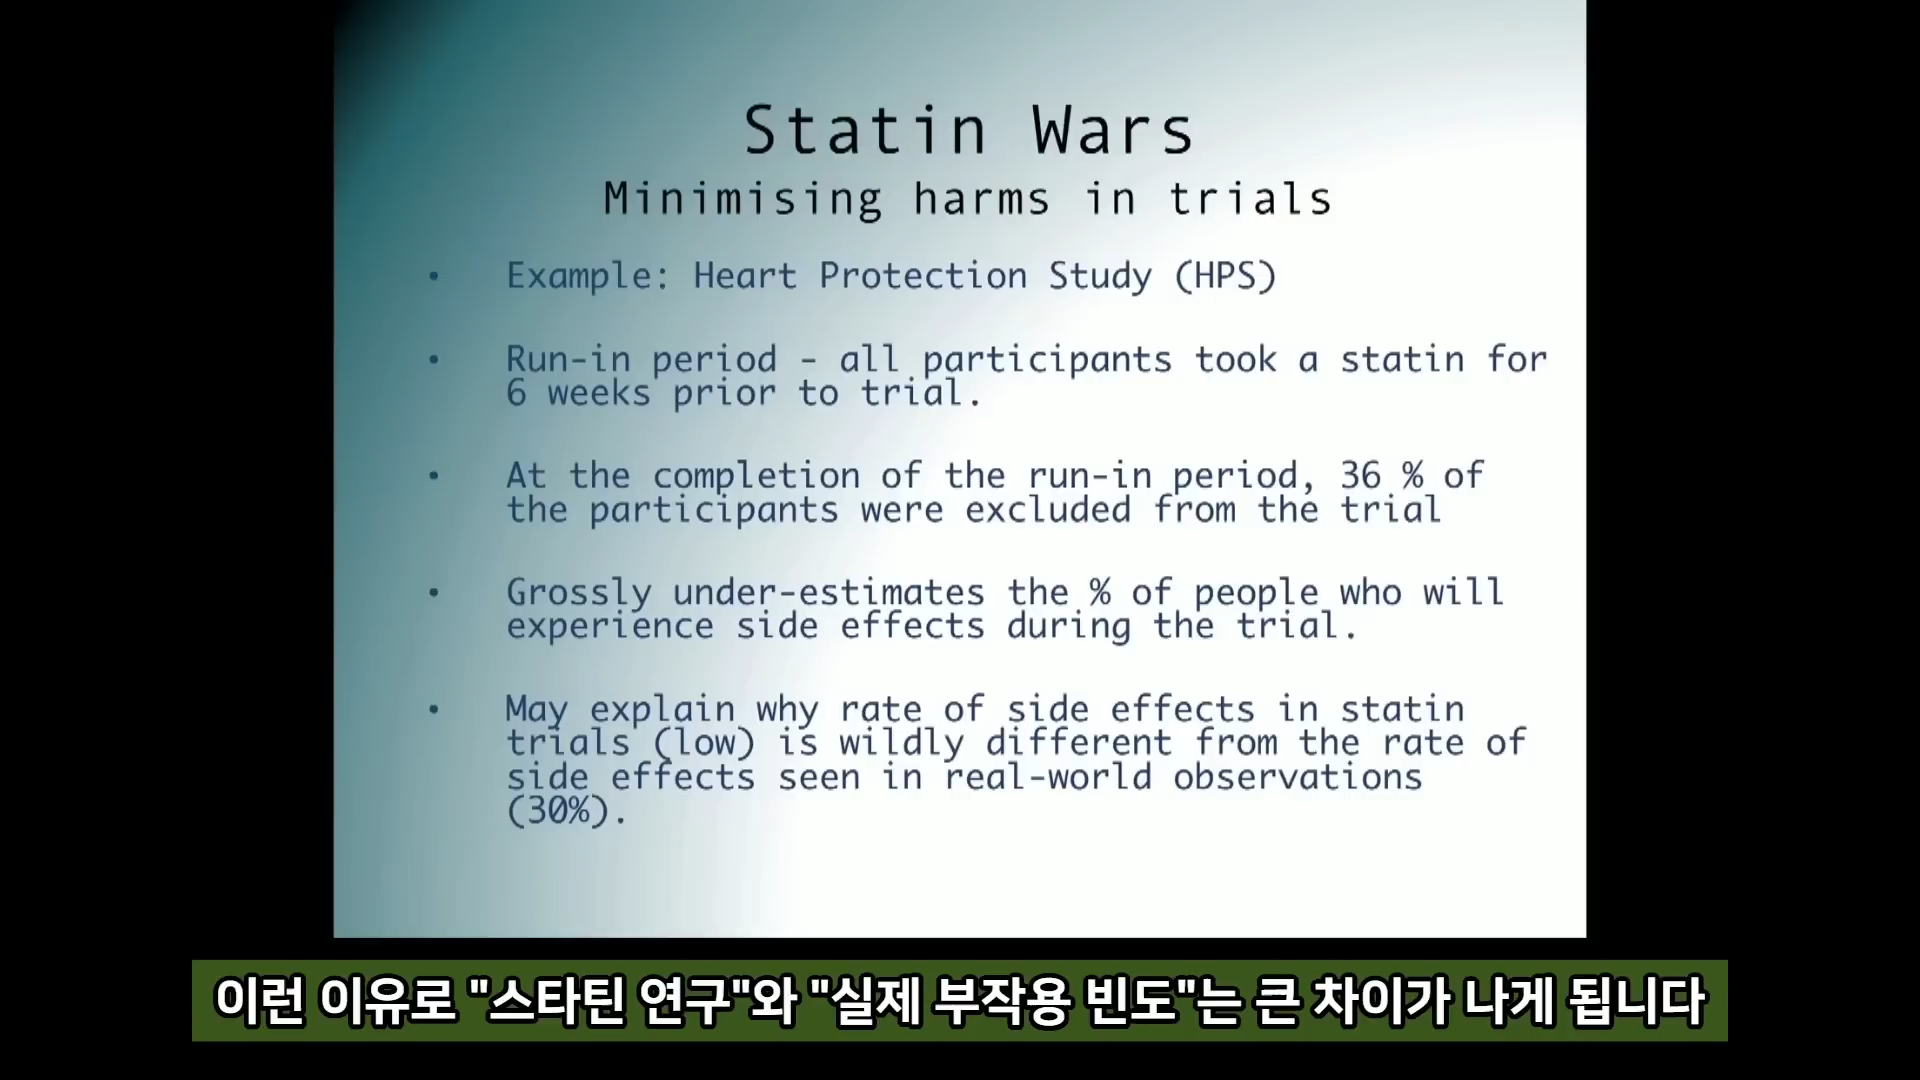 Statin Wars
Minimising harms in trials
• Example: Heart Protection Study (HPS)
• Run-in period - all participants took a statin for
6 weeks prior to trial.
• At the completion of the run-in period, 36 % of
the participants were excluded from the trial
• Grossly under-estimates the % of people who will
experience side effects during the trial.
• May explain why rate of side effects in statin
trials (low) is wildly different from the rate of
side effects seen in real-world observations
(30%).
이런 이유로 "스타틴 연구"와 "실제 부작용 빈도"는 큰 차이가 나게 됩니다